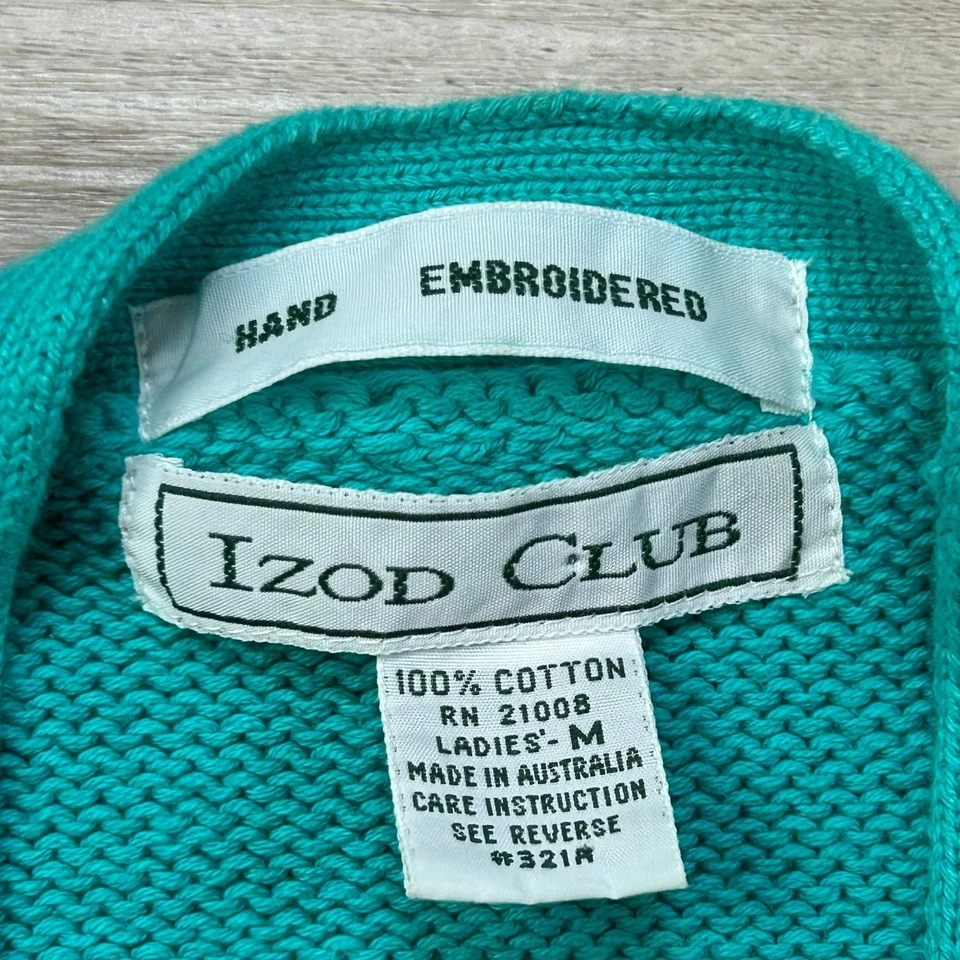 HAND EMBROIDERED
IZOD CLUB
100% COTTON
RN 21008
LADIES'- M
MADE IN AUSTRALIA
CARE INSTRUCTION
SEE REVERSE
#321A